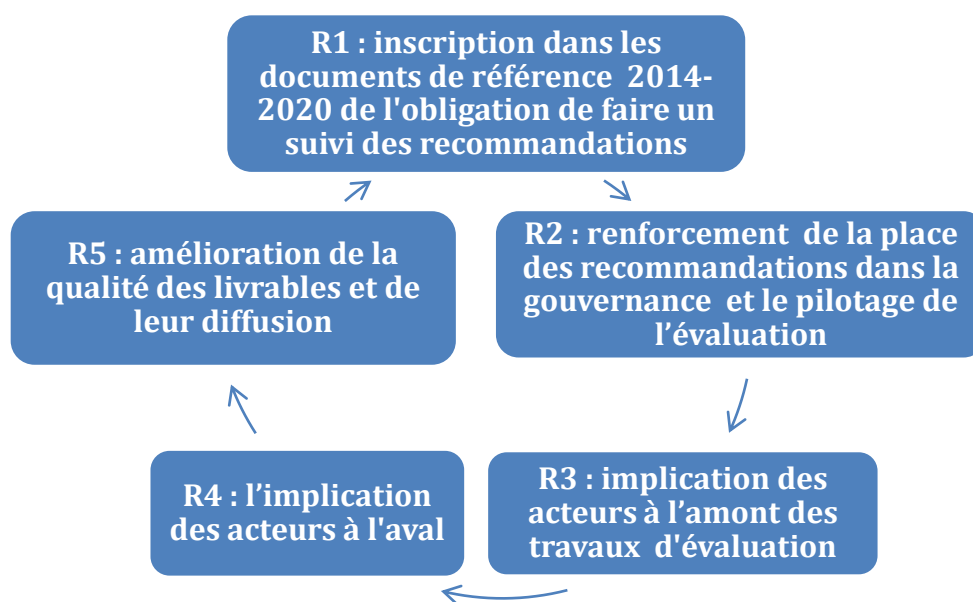 R1 : inscription dans les
documents de référence 2014-
2020 de l'obligation de faire un
suivi des recommandations
R2 : renforcement de la place
des recommandations dans la
gouvernance et le pilotage de
l’évaluation
R3 : implication des
acteurs à l’amont des
travaux d'évaluation
R4 : l’implication
des acteurs à l'aval
R5 : amélioration de la
qualité des livrables et de
leur diffusion